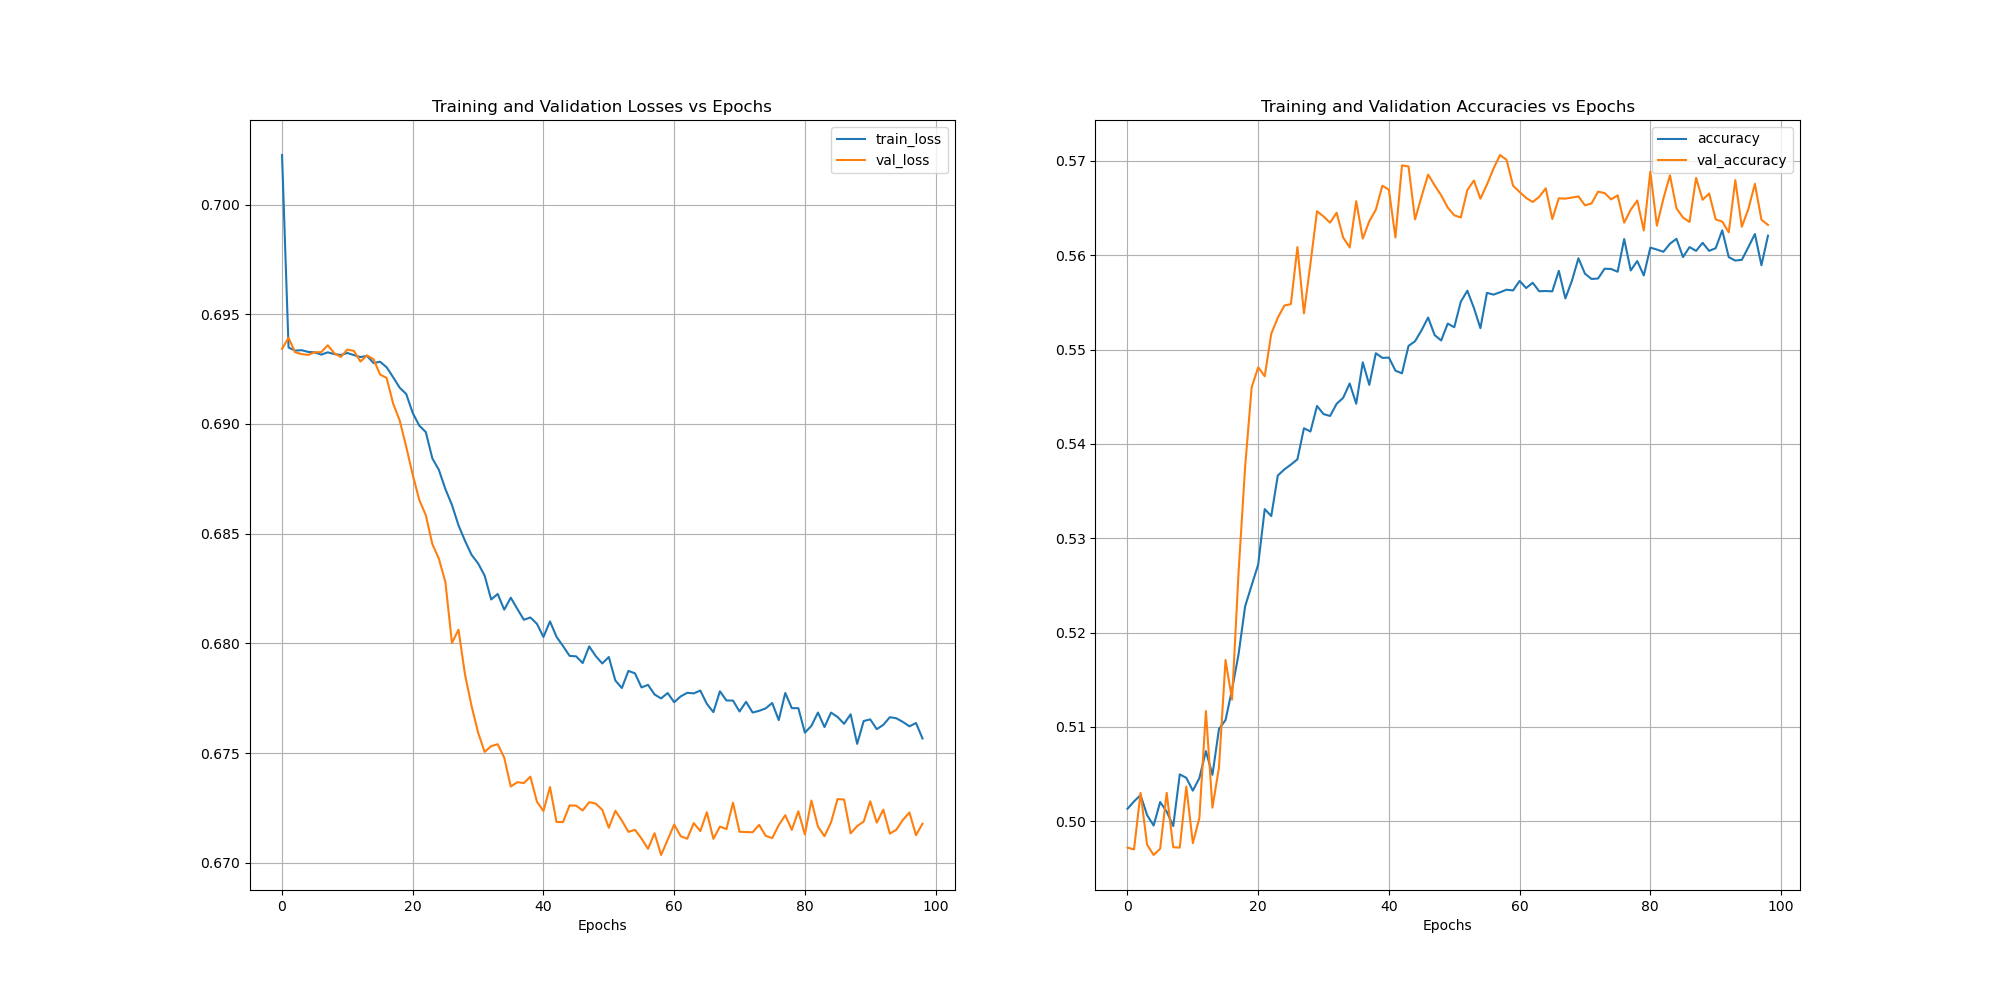 Training and Validation Losses vs Epochs
train_loss
val_loss
0.700
0.695
0.690
0.685
0.680
0.675
0.670
0 20 40 60 80 100
Epochs
Training and Validation Accuracies vs Epochs
accuracy
val_accuracy
0.57
0.56
0.55
0.54
0.53
0.52
0.51
0.50
0 20 40 60 80 100
Epochs